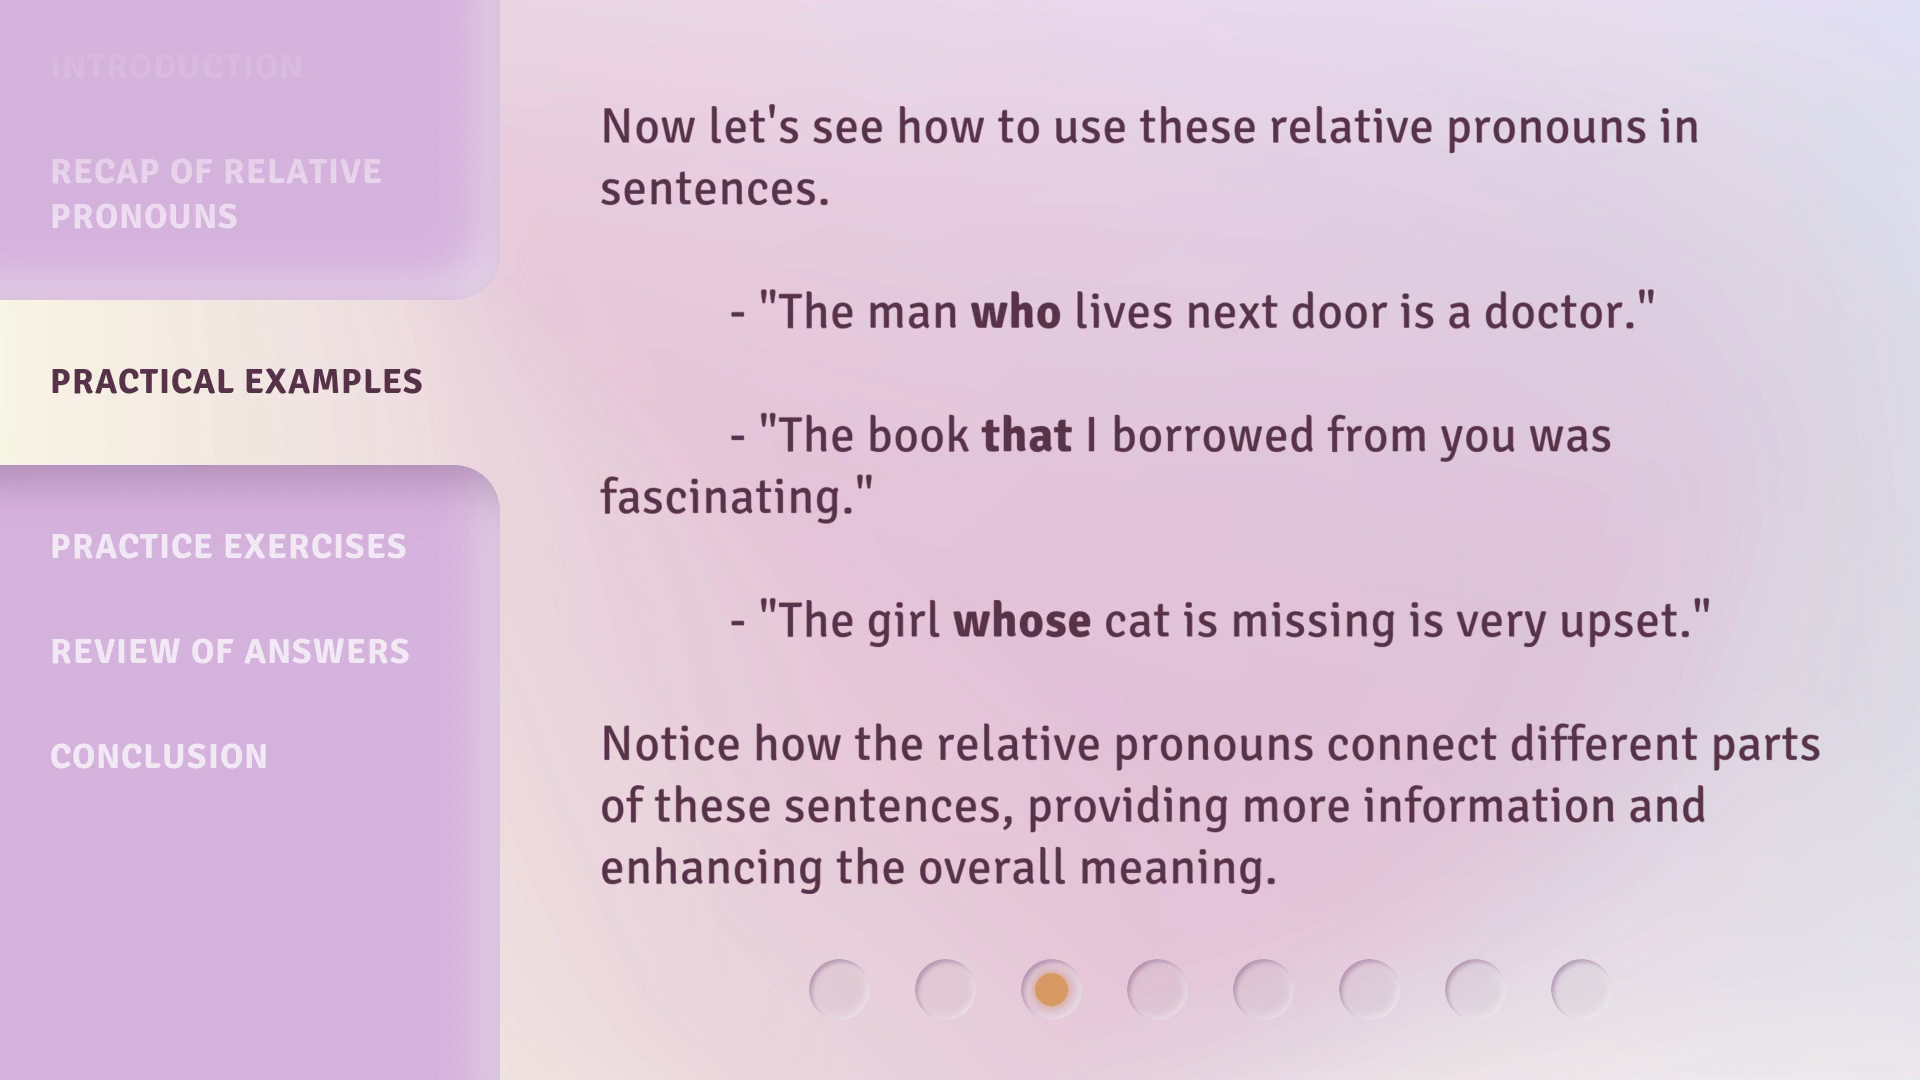 INTRODUCTION
RECAP OF RELATIVE
PRONOUNS
PRACTICAL EXAMPLES
PRACTICE EXERCISES
REVIEW OF ANSWERS
CONCLUSION
Now let's see how to use these relative pronouns in
sentences.
- "The man who lives next door is a doctor."
- "The book that I borrowed from you was
fascinating."
- "The girl whose cat is missing is very upset."
Notice how the relative pronouns connect different parts
of these sentences, providing more information and
enhancing the overall meaning.